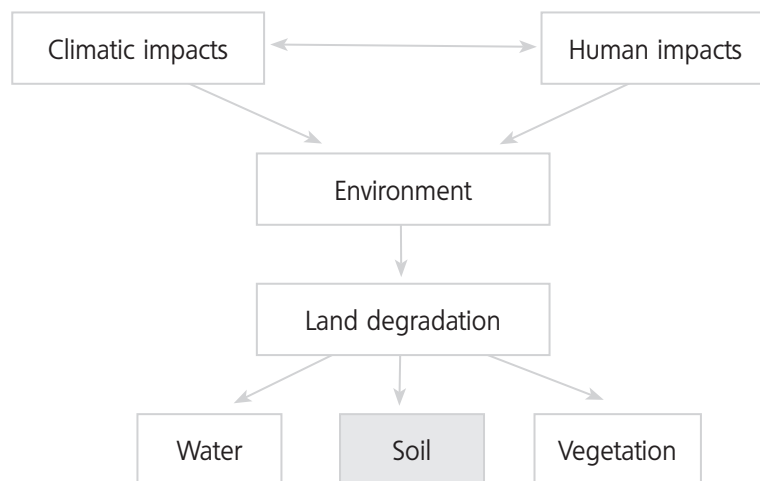 Climatic impacts
Human impacts
Environment
Land degradation
Water
Soil
Vegetation